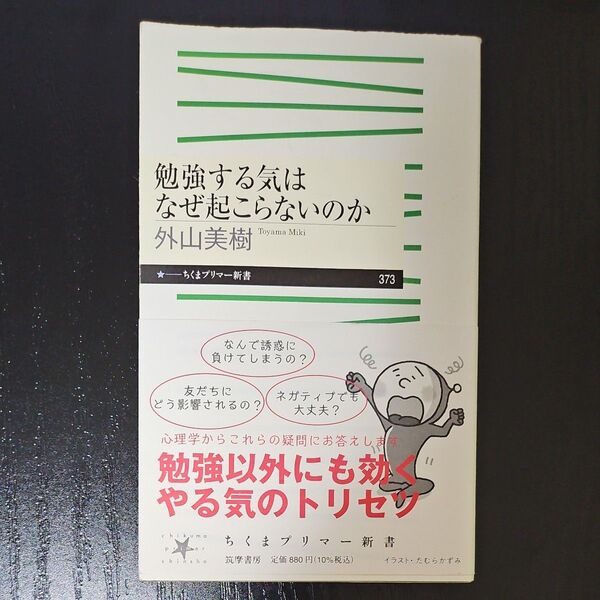 勉強する気は
なぜ起こらないのか
外山美樹 Toyama Miki
★——ちくまプリマー新書 373
なんで誘惑に
負けてしまうの?
友だちに
どう影響されるの?
ネガティブでも
大丈夫?
心理学からこれらの疑問にお答えします
勉強以外にも効く
やる気のトリセツ
chikuma
primer
shinsho
ちくまプリマー新書
筑摩書房 定価880円(10%税込)
イラスト・たむらかずみ